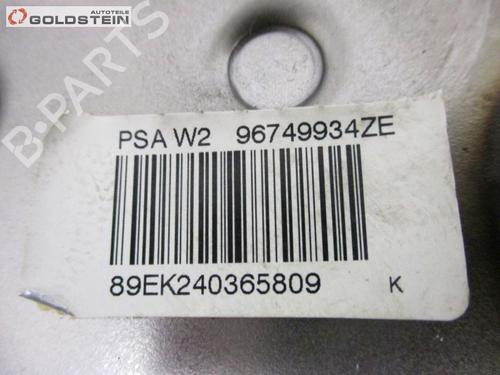 AUTOTEILE
GOLDSTEIN
B-PARTS
PSA W2 96749934ZE
89EK240365809 K